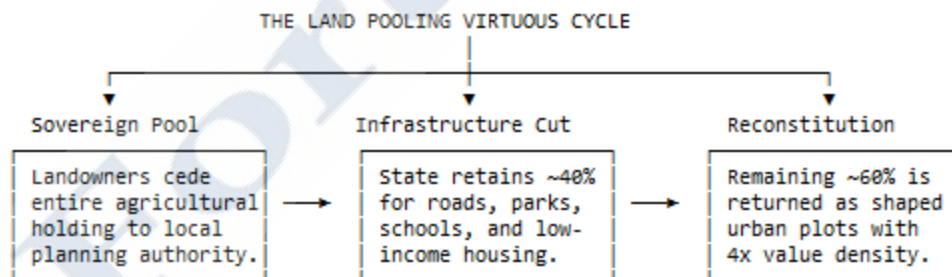 THE LAND POOLING VIRTUOUS CYCLE
Sovereign Pool
Landowners cede
entire agricultural
holding to local
planning authority.
Infrastructure Cut
State retains ~40%
for roads, parks,
schools, and low-
income housing.
Reconstitution
Remaining ~60% is
returned as shaped
urban plots with
4x value density.